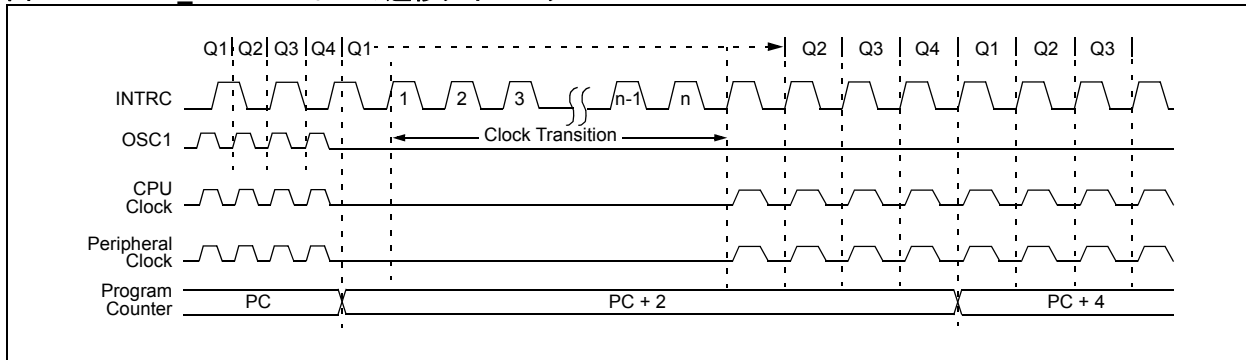 Q1 Q2 Q3 Q4 Q1 Q2 Q3 Q4 Q1 Q2 Q3
INTRC
1 2 3 n-1 n
OSC1
Clock Transition
CPU
Clock
Peripheral
Clock
Program
Counter
PC PC + 2 PC + 4